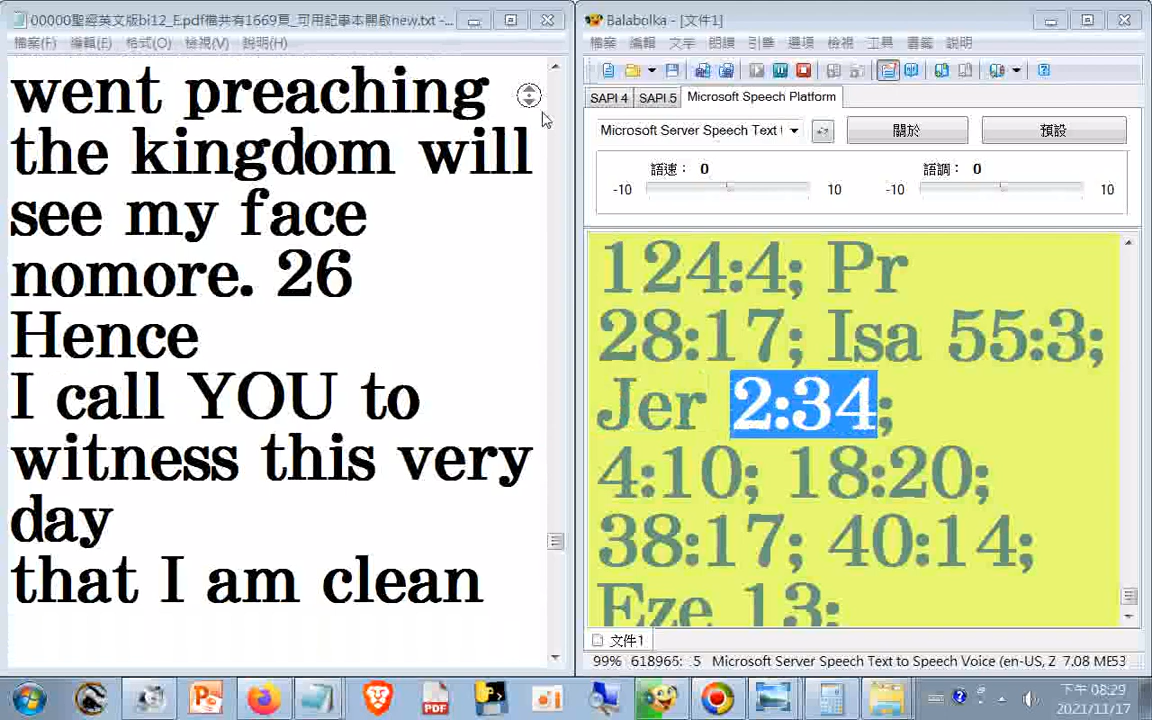 00000聖經英文版bi12_E.pdf檔共有1669頁_可用記事本開啟new.txt -...
檔案(F) 編輯(E) 格式(O) 檢視(V) 說明(H)
went preaching
the kingdom will
see my face
nomore. 26
Hence
I call YOU to
witness this very
day
that I am clean
Balabolka - [文件1]
檔案 編輯 文字 朗讀 引擎 選項 檢視 工具 書籤 說明
SAPI 4 SAPI 5 Microsoft Speech Platform
Microsoft Server Speech Text t
關於 預設
語速: 0 語調: 0
-10 10 -10 10
124:4; Pr
28:17; Isa 55:3;
Jer 2:34;
4:10; 18:20;
38:17; 40:14;
Eze 13:
文件1
99% 618965: 5 Microsoft Server Speech Text to Speech Voice (en-US, Z 7.08 ME53
PDF
下午 08:29
2021/11/17